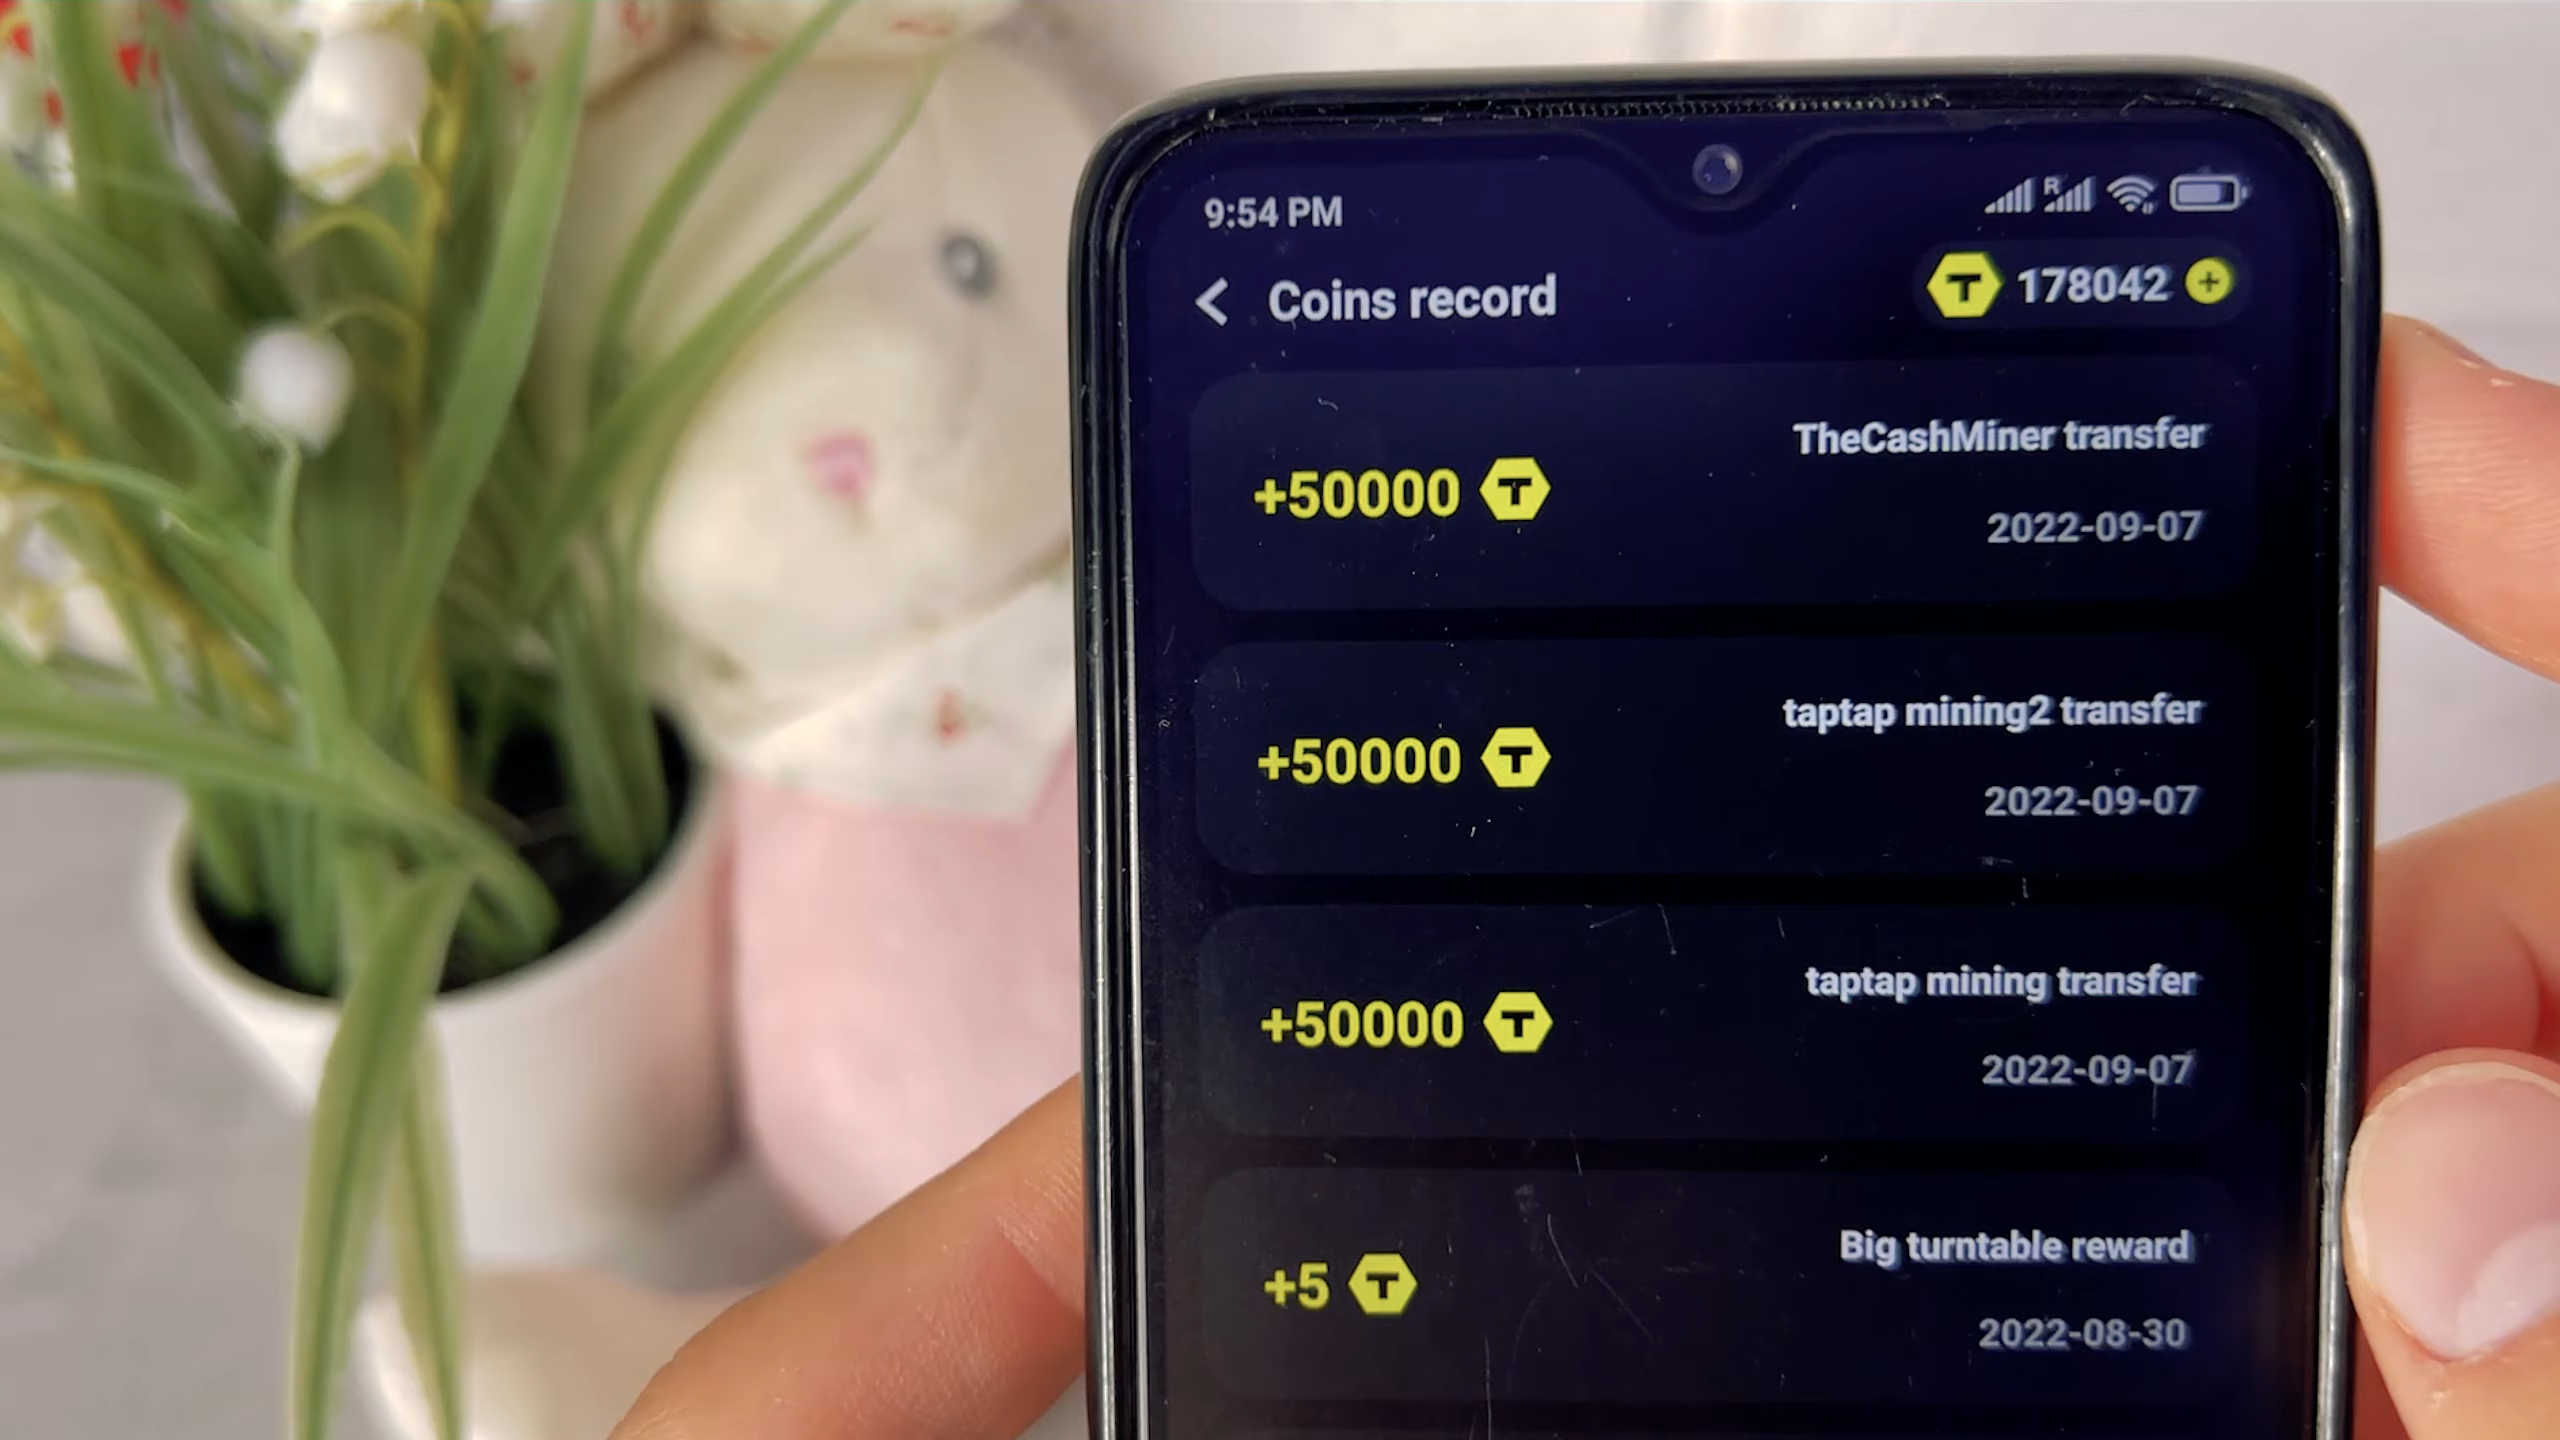 9:54 PM
R
Coins record
T 178042 +
TheCashMiner transfer
+50000 T
2022-09-07
taptap mining2 transfer
+50000 T
2022-09-07
taptap mining transfer
+50000 T
2022-09-07
Big turntable reward
+5 T
2022-08-30